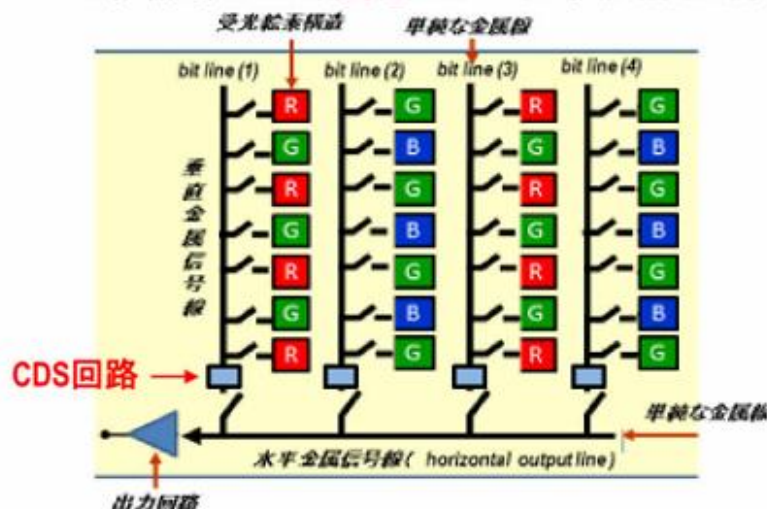 受光絵素構造 単純な金属線
bit line (1) bit line (2) bit line (3) bit line (4)
R G R G
G B G B
R G R G
G B G B
R G R G
G B G B
R G R G
垂直金属信号線
CDS回路
単純な金属線
水平金属信号線( horizontal outputline)
出力回路